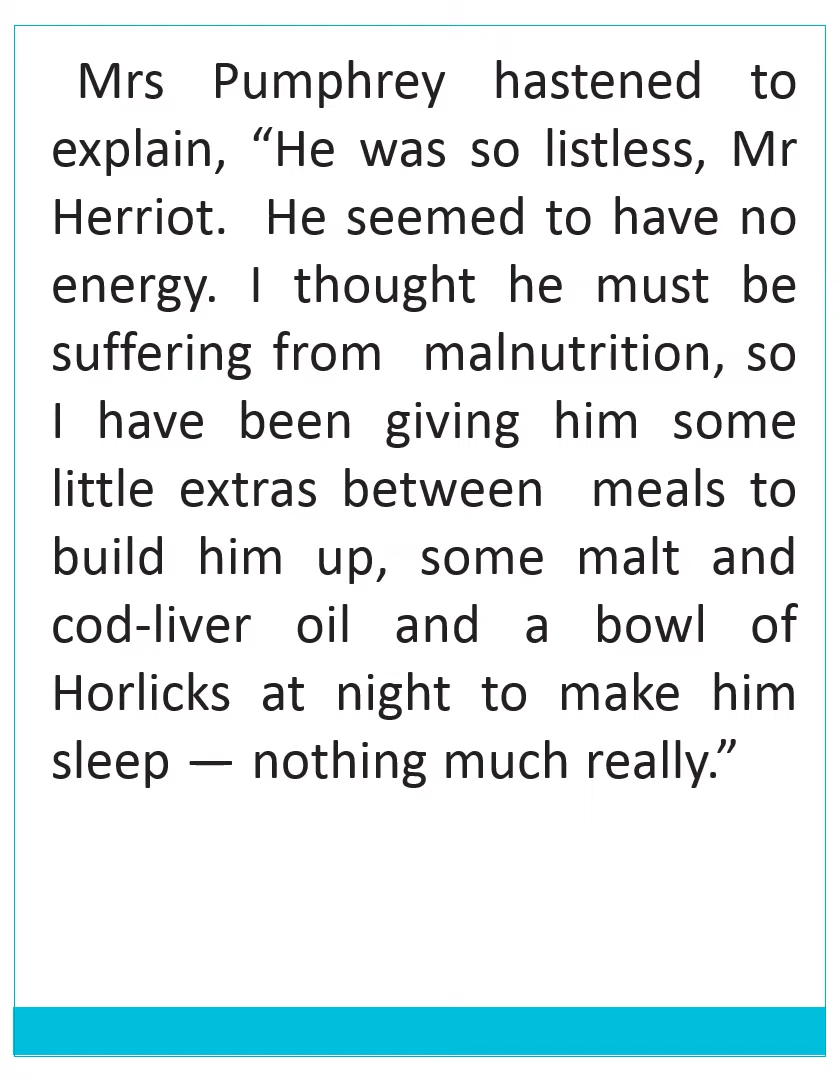 Mrs Pumphrey hastened to
explain, “He was so listless, Mr
Herriot. He seemed to have no
energy. I thought he must be
suffering from malnutrition, so
I have been giving him some
little extras between meals to
build him up, some malt and
cod-liver oil and a bowl of
Horlicks at night to make him
sleep — nothing much really.”